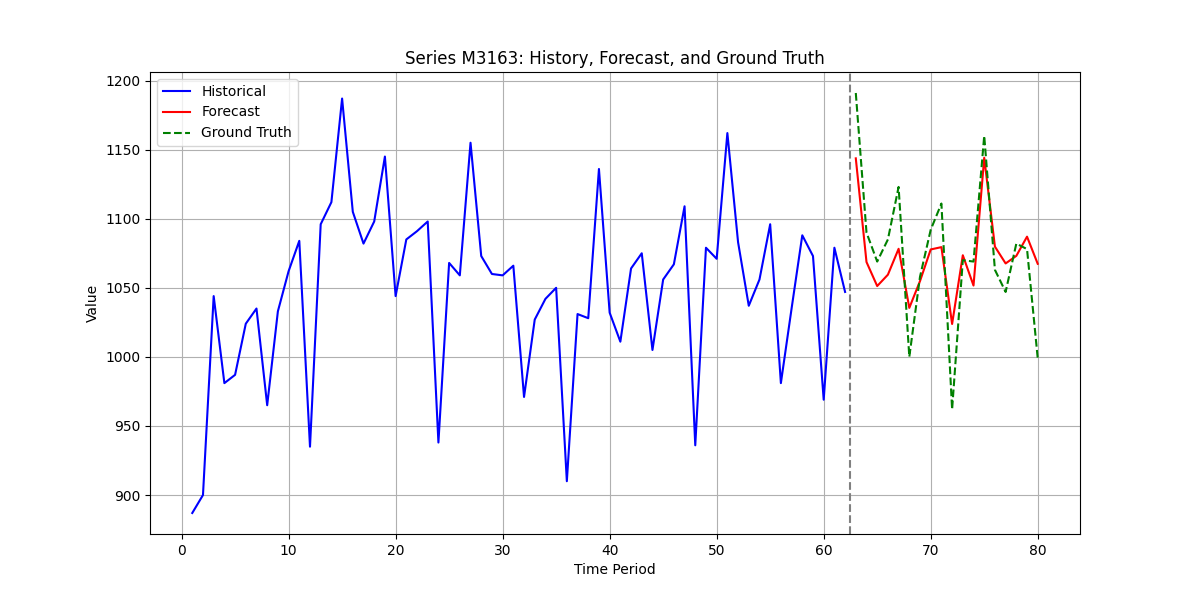 Series M3163: History, Forecast, and Ground Truth
Historical
Forecast
Ground Truth
1200
1150
1100
1050
1000
950
900
Value
0 10 20 30 40 50 60 70 80
Time Period